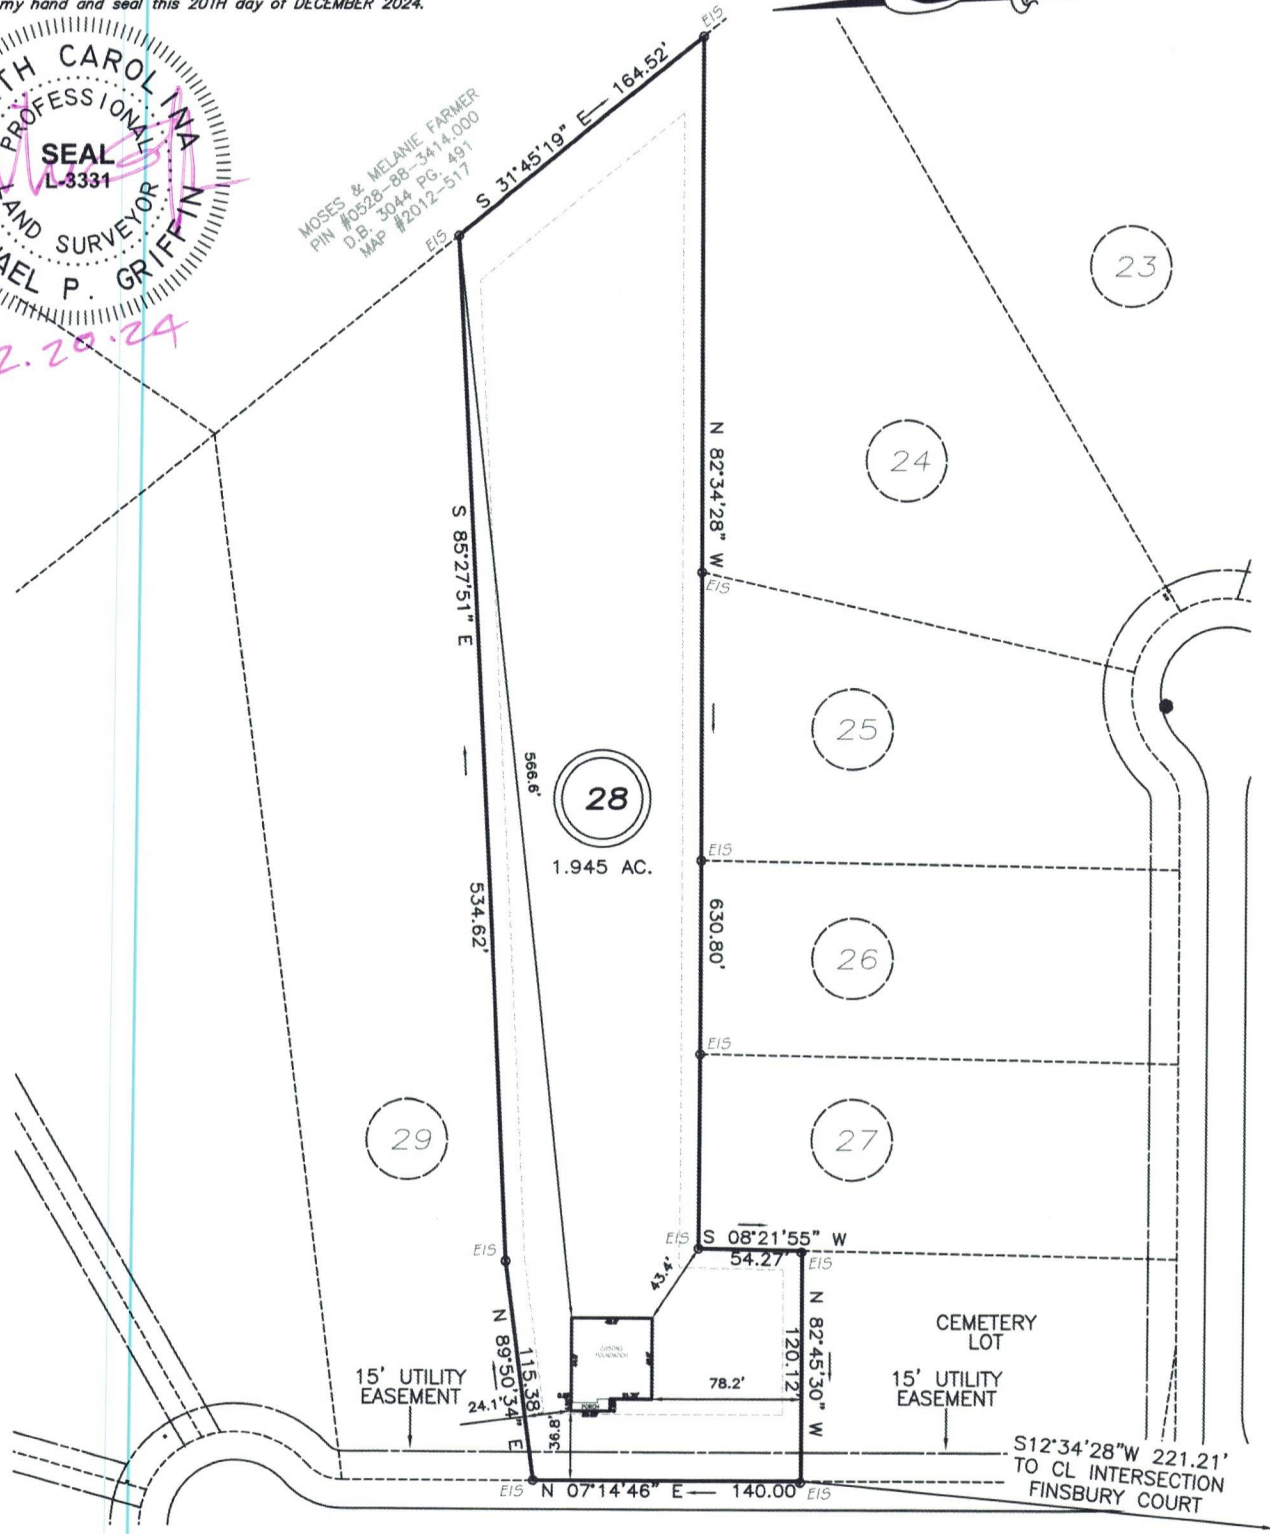 my hand and seal this 20TH day of DECEMBER 2024.
TH CAROLINA
PROFESSIONAL
SEAL
L-3331
LAND SURVEYOR
AEL P. GRIFFIN
2.20.24
EIS
S 31°45'19" E 164.52'
MOSES & MELANIE FARMER
PIN #0528-88-3414.000
D.B. 3044 PG. 491
MAP #2012-517
EIS
23
24
N 82°34'28" W
EIS
S 85°27'51" E
25
566.6'
28
1.945 AC.
EIS
534.62'
630.80'
26
EIS
29
27
EIS
EIS
S 08°21'55" W
54.27'
EIS
43.4'
N 82°45'30" W
120.12'
CEMETERY
LOT
EXISTING
FOUNDATION
N 89°50'34" E
115.38'
15' UTILITY
EASEMENT
78.2'
15' UTILITY
EASEMENT
24.1'
PORCH
36.8'
S12°34'28"W 221.21'
TO CL INTERSECTION
FINSBURY COURT
EIS
N 07°14'46" E 140.00'
EIS